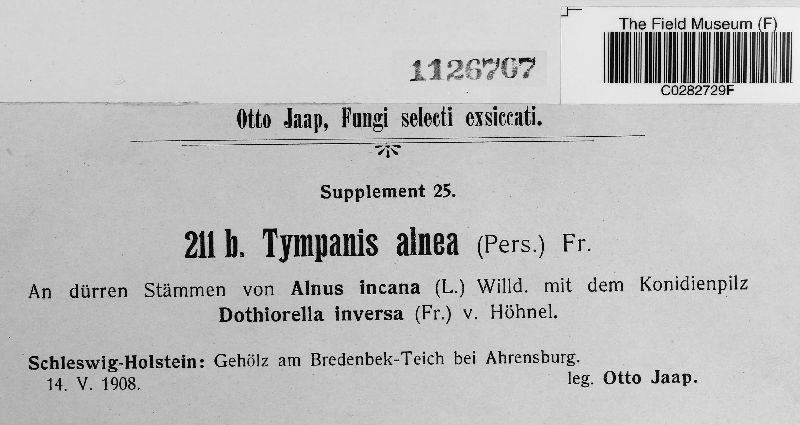 The Field Museum (F)
C0282729F
1126707
Otto Jaap, Fungi selecti exsiccati.
Supplement 25.
211 b. Tympanis alnea (Pers.) Fr.
An dürren Stämmen von Alnus incana (L.) Willd. mit dem Konidienpilz
Dothiorella inversa (Fr.) v. Höhnel.
Schleswig-Holstein: Gehölz am Bredenbek-Teich bei Ahrensburg.
14. V. 1908.
leg. Otto Jaap.